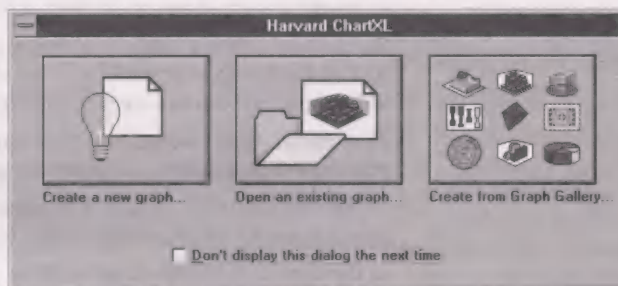 Harvard ChartXL
Create a new graph...
Open an existing graph...
Create from Graph Gallery...
Don't display this dialog the next time